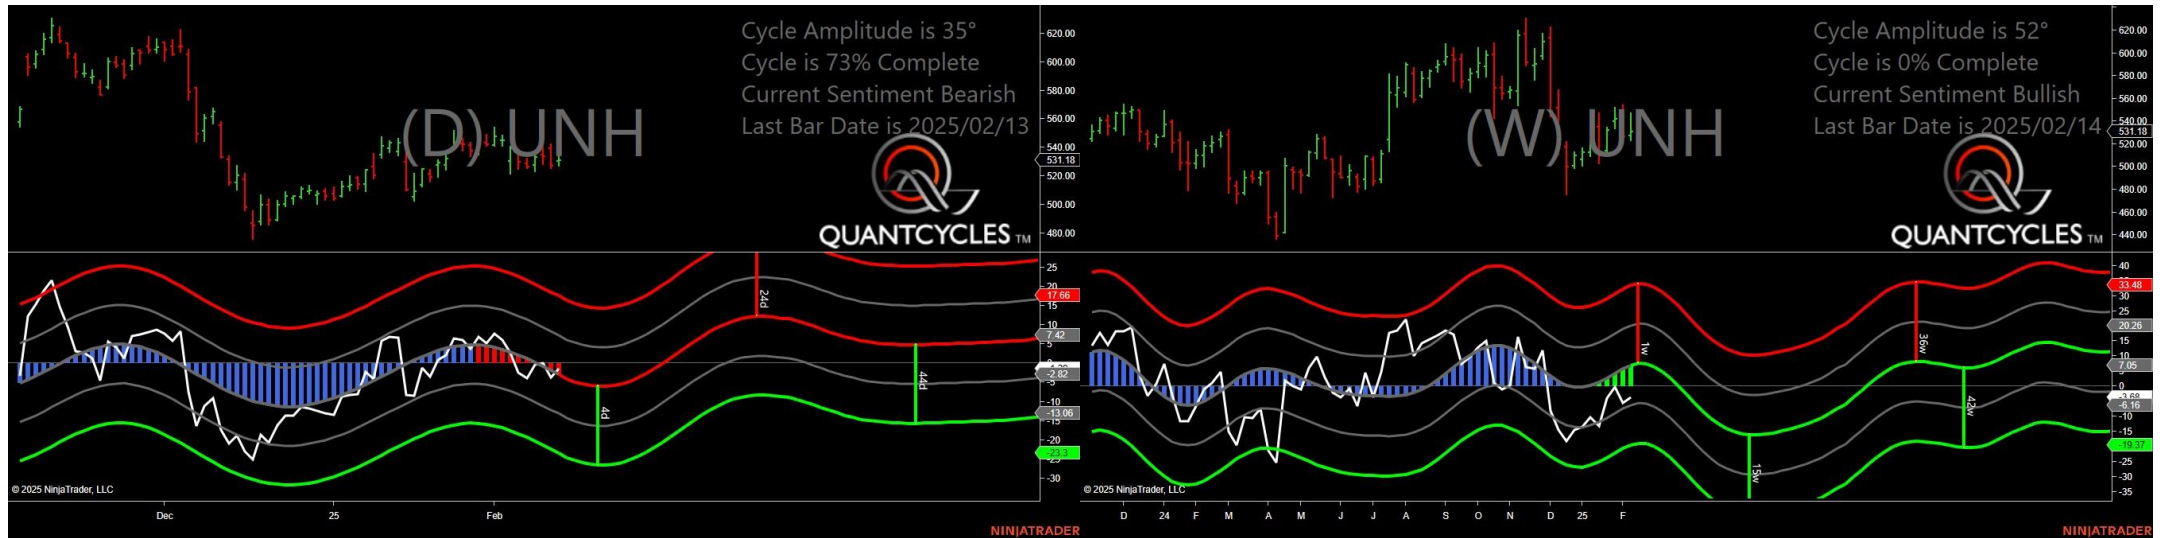 Cycle Amplitude is 35°
Cycle is 73% Complete
Current Sentiment Bearish
Last Bar Date is 2025/02/13
(D) UNH
QUANTCYCLES TM
620.00
600.00
580.00
560.00
540.00
531.18
520.00
500.00
480.00
25
20
17.66
15
10
7.42
5
0
-2.82
-5
-10
-13.06
-15
-20
-23.3
-30
24d
4d
44d
© 2025 NinjaTrader, LLC
Dec
25
Feb
NINJATRADER
Cycle Amplitude is 52°
Cycle is 0% Complete
Current Sentiment Bullish
Last Bar Date is 2025/02/14
(W) UNH
QUANTCYCLES TM
620.00
600.00
580.00
560.00
540.00
531.18
520.00
500.00
480.00
460.00
440.00
40
33.48
30
25
20.26
15
10
7.05
0
-3.68
-6.16
-10
-15
-19.37
-25
-30
-35
1w
36w
15w
42w
© 2025 NinjaTrader, LLC
D
24
F
M
A
M
J
J
A
S
O
N
D
25
F
NINJATRADER